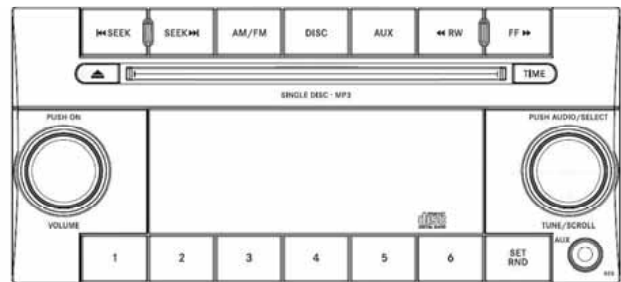 ⏮ SEEK SEEK ⏭ AM/FM DISC AUX ◀◀ RW FF ▶▶
TIME
SINGLE DISC - MP3
PUSH ON PUSH AUDIO/SELECT
VOLUME TUNE/SCROLL
AUX
1 2 3 4 5 6 SET
RND